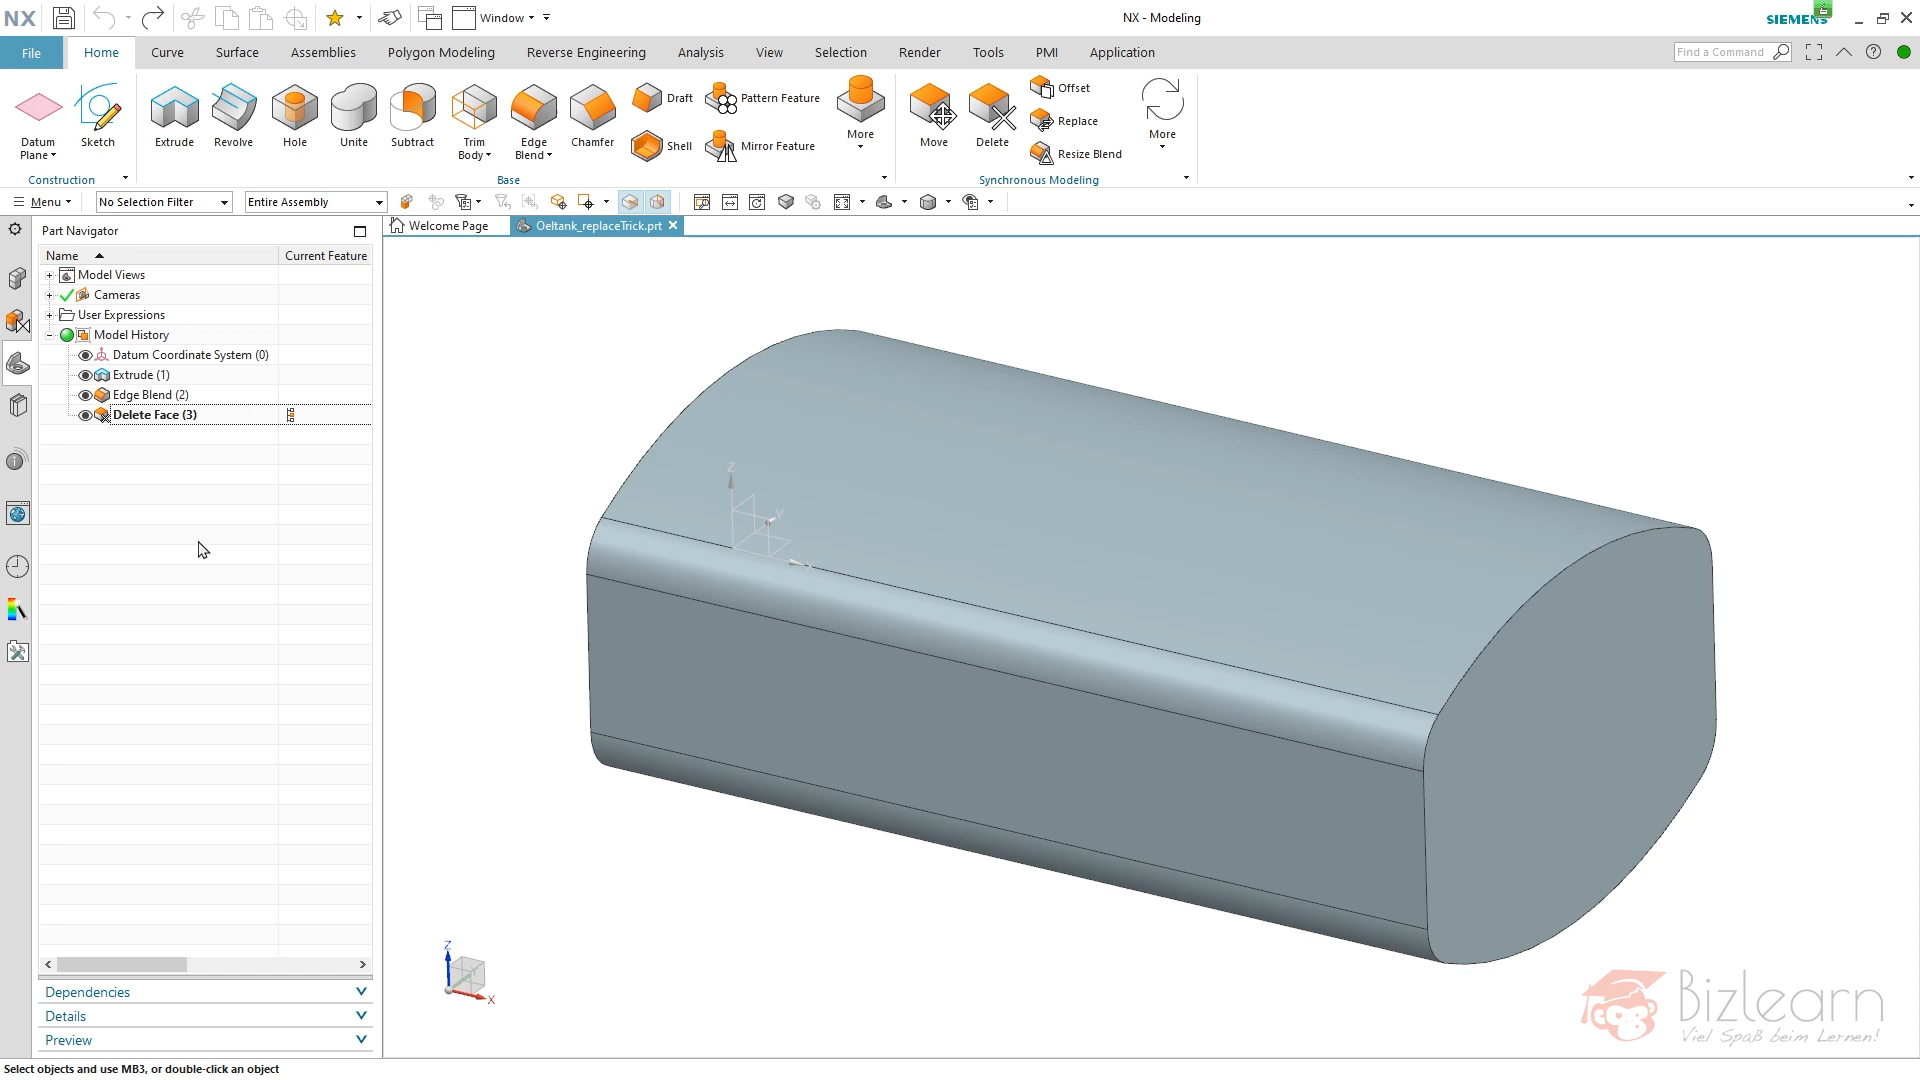 NX
Window
NX - Modeling
SIEMENS
File
Home
Curve
Surface
Assemblies
Polygon Modeling
Reverse Engineering
Analysis
View
Selection
Render
Tools
PMI
Application
Find a Command
Datum Plane
Sketch
Extrude
Revolve
Hole
Unite
Subtract
Trim Body
Edge Blend
Chamfer
Draft
Shell
Pattern Feature
Mirror Feature
More
Move
Delete
Offset
Replace
Resize Blend
More
Construction
Base
Synchronous Modeling
Menu
No Selection Filter
Entire Assembly
Part Navigator
Welcome Page
Oeltank_replaceTrick.prt
Name
Current Feature
Model Views
Cameras
User Expressions
Model History
Datum Coordinate System (0)
Extrude (1)
Edge Blend (2)
Delete Face (3)
Z
Y
Z
X
Dependencies
Details
Preview
Bizlearn
Viel Spaß beim Lernen!
Select objects and use MB3, or double-click an object